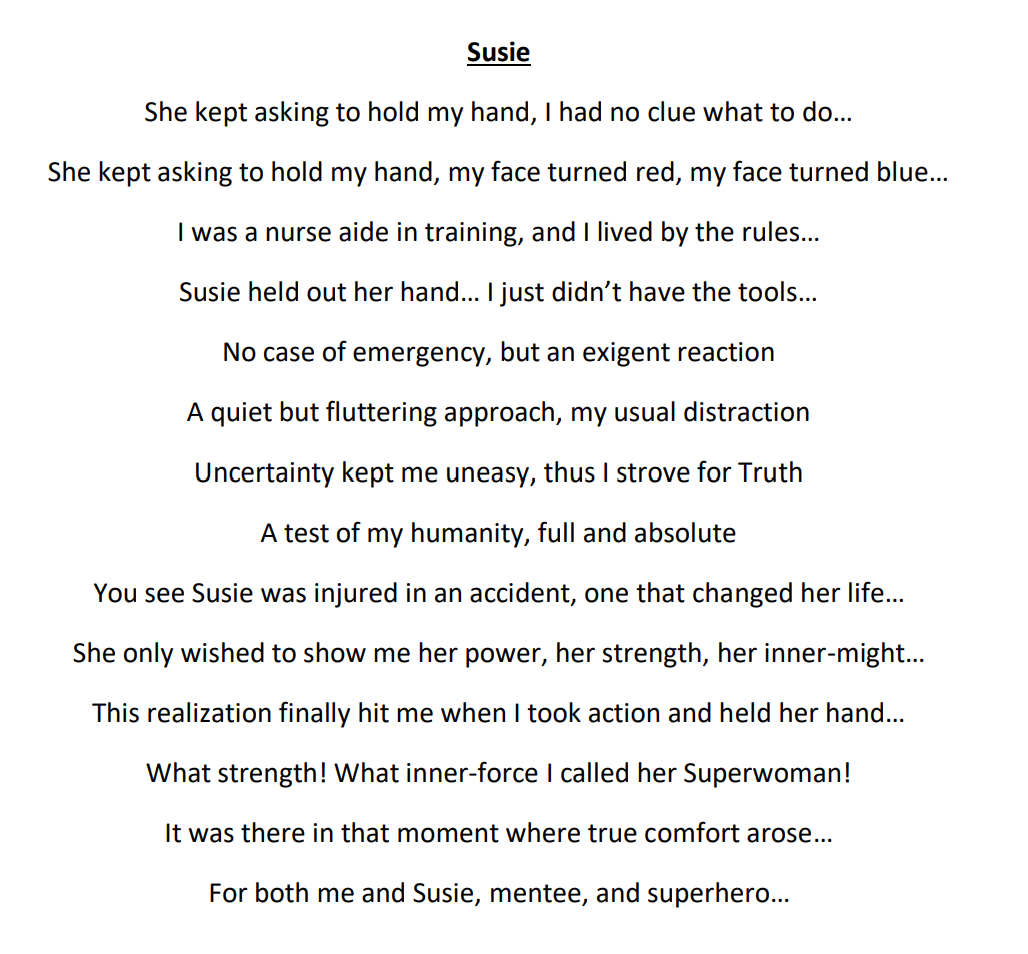 Susie
She kept asking to hold my hand, I had no clue what to do…
She kept asking to hold my hand, my face turned red, my face turned blue…
I was a nurse aide in training, and I lived by the rules…
Susie held out her hand… I just didn’t have the tools…
No case of emergency, but an exigent reaction
A quiet but fluttering approach, my usual distraction
Uncertainty kept me uneasy, thus I strove for Truth
A test of my humanity, full and absolute
You see Susie was injured in an accident, one that changed her life…
She only wished to show me her power, her strength, her inner-might…
This realization finally hit me when I took action and held her hand…
What strength! What inner-force I called her Superwoman!
It was there in that moment where true comfort arose…
For both me and Susie, mentee, and superhero…